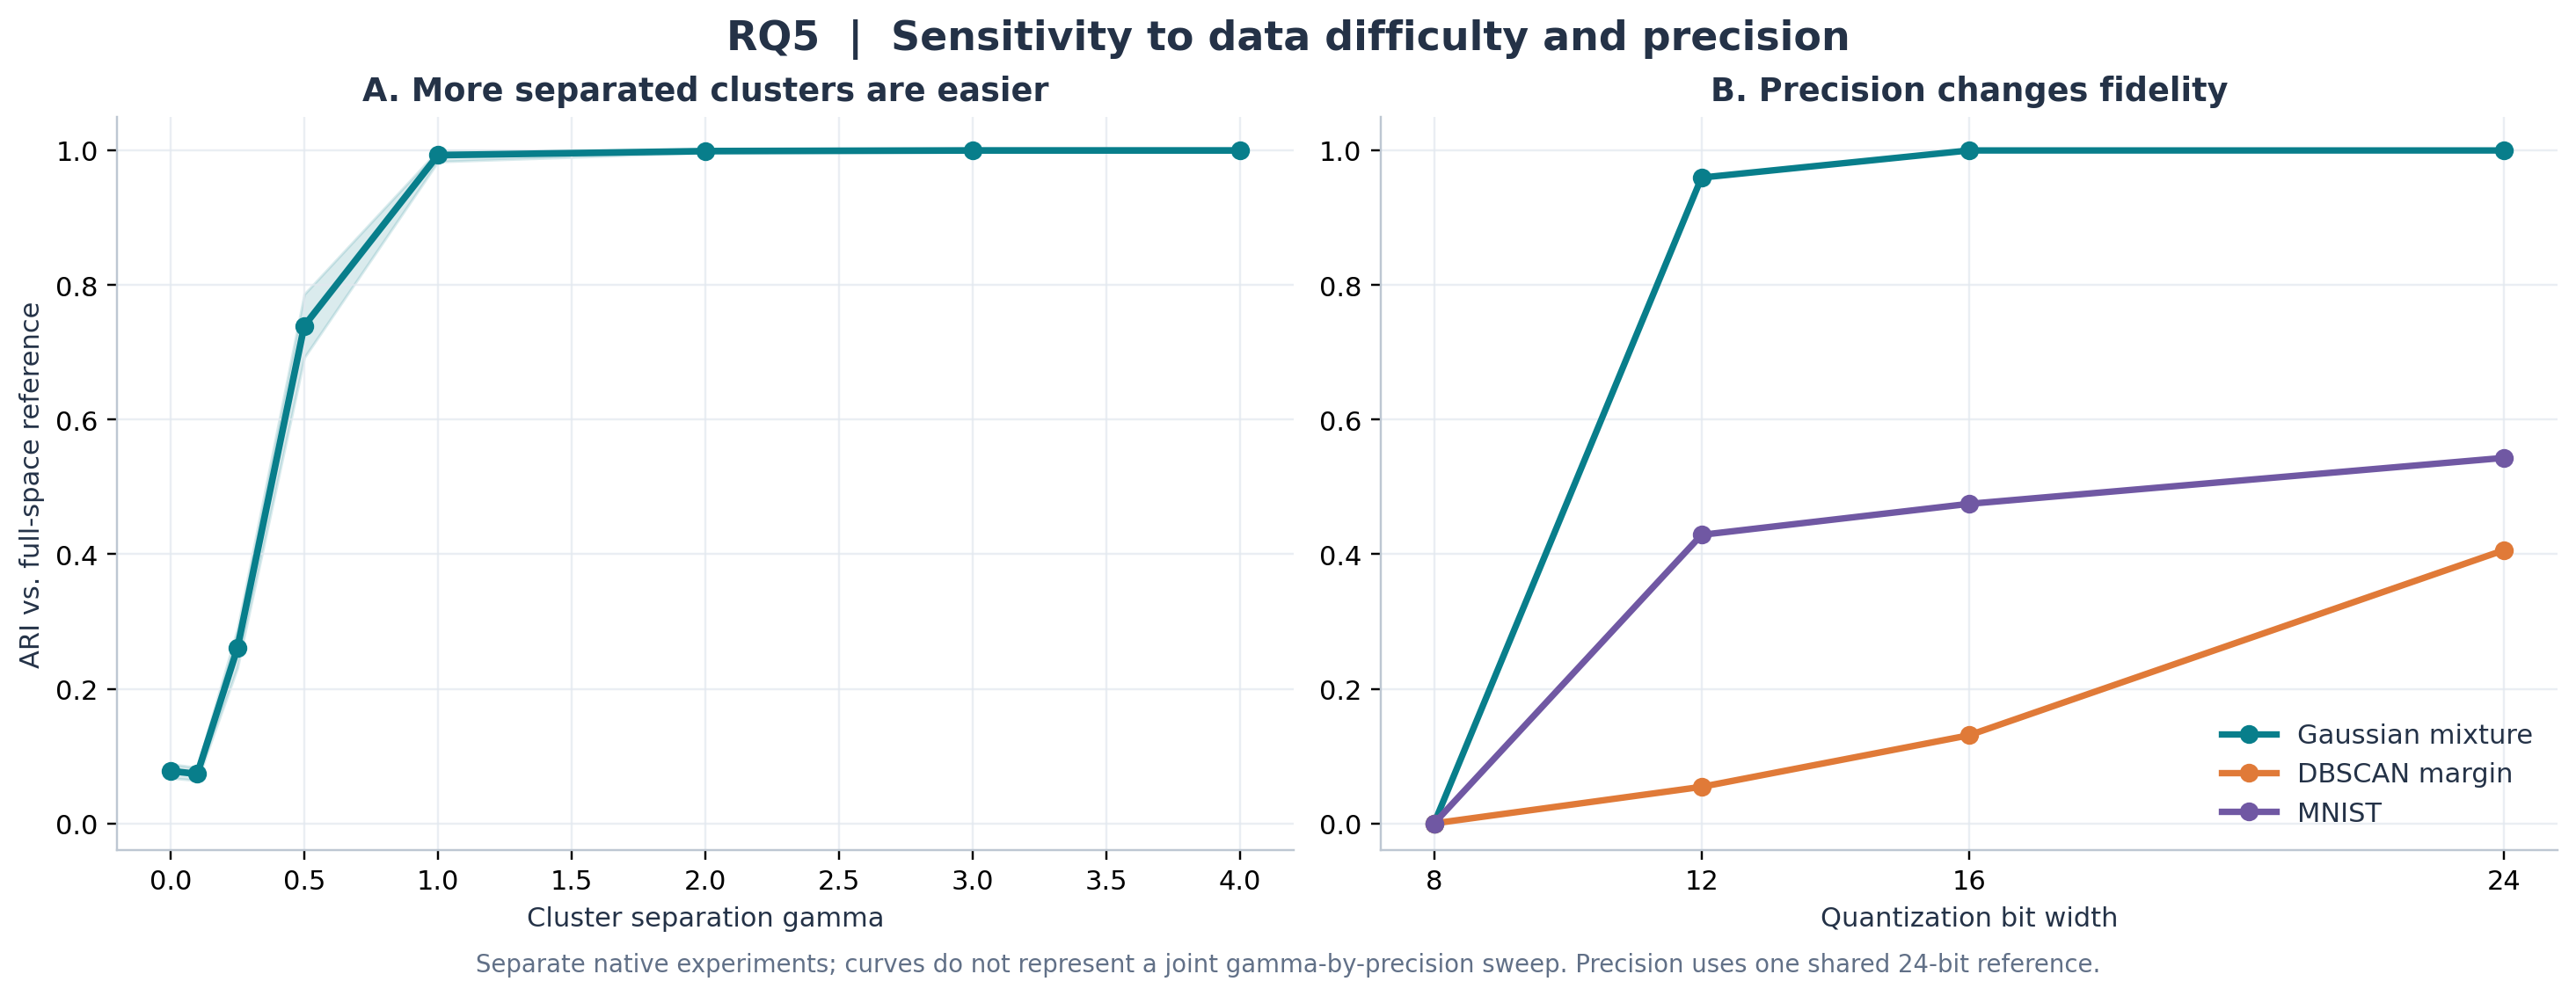 RQ5 | Sensitivity to data difficulty and precision
A. More separated clusters are easier
1.0
0.8
0.6
0.4
0.2
0.0
ARI vs. full-space reference
0.0 0.5 1.0 1.5 2.0 2.5 3.0 3.5 4.0
Cluster separation gamma
B. Precision changes fidelity
1.0
0.8
0.6
0.4
0.2
0.0
Gaussian mixture
DBSCAN margin
MNIST
8 12 16 24
Quantization bit width
Separate native experiments; curves do not represent a joint gamma-by-precision sweep. Precision uses one shared 24-bit reference.